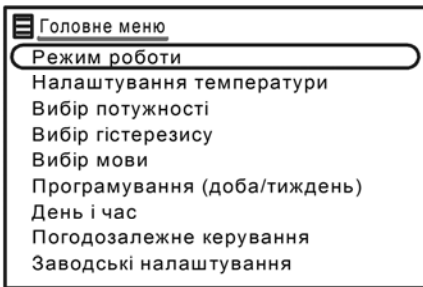 Головне меню
Режим роботи
Налаштування температури
Вибір потужності
Вибір гістерезису
Вибір мови
Програмування (доба/тиждень)
День і час
Погодозалежне керування
Заводські налаштування